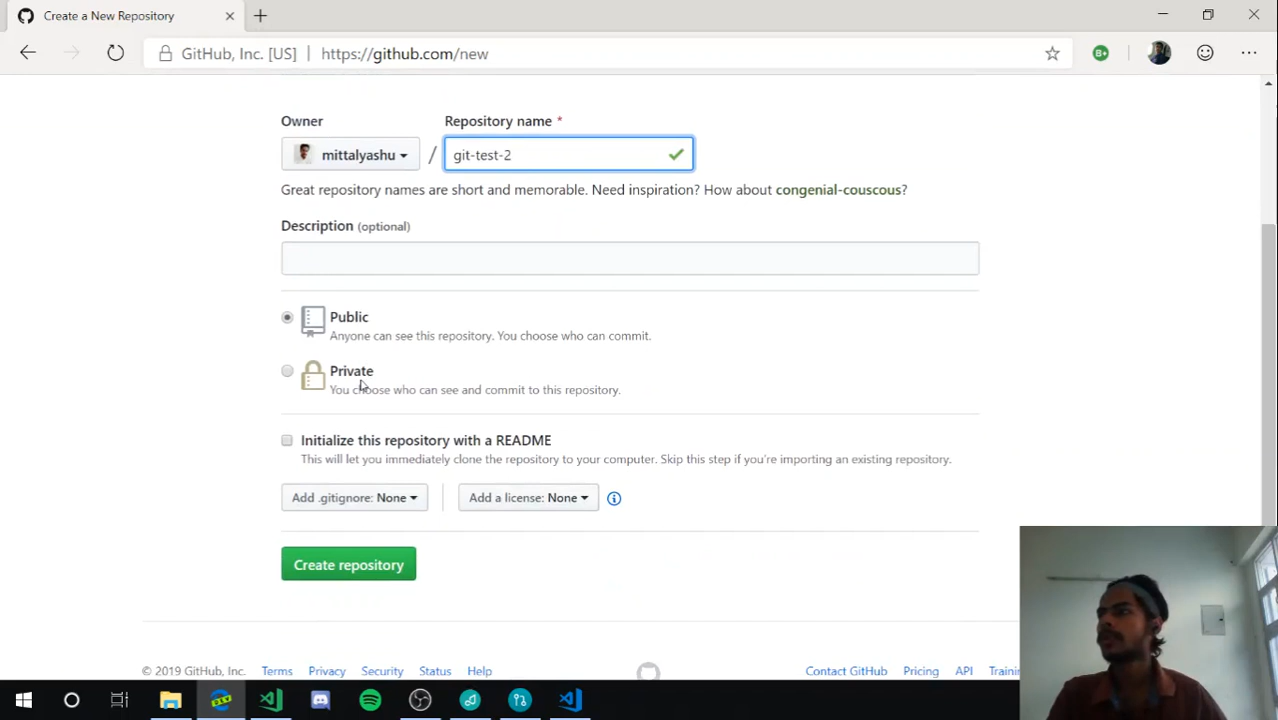 Create a New Repository
GitHub, Inc. [US] | https://github.com/new
Owner
Repository name *
mittalyashu / git-test-2
Great repository names are short and memorable. Need inspiration? How about congenial-couscous?
Description (optional)
Public
Anyone can see this repository. You choose who can commit.
Private
You choose who can see and commit to this repository.
Initialize this repository with a README
This will let you immediately clone the repository to your computer. Skip this step if you're importing an existing repository.
Add .gitignore: None
Add a license: None
Create repository
© 2019 GitHub, Inc. Terms Privacy Security Status Help Contact GitHub Pricing API Trainin